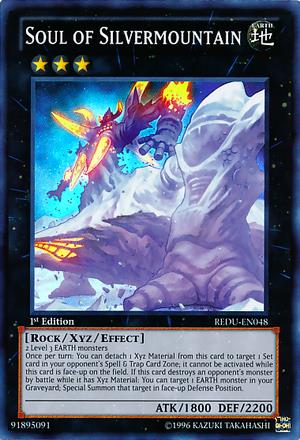 SOUL OF SILVERMOUNTAIN
EARTH
地
1st Edition
REDU-EN048
[ROCK/XYZ/EFFECT]
2 Level 3 EARTH monsters
Once per turn: You can detach 1 Xyz Material from this card to target 1 Set
card in your opponent's Spell & Trap Card Zone; it cannot be activated while
this card is face-up on the field. If this card destroys an opponent's monster
by battle while it has Xyz Material: You can target 1 EARTH monster in your
Graveyard; Special Summon that target in face-up Defense Position.
ATK/1800 DEF/2200
91895091
©1996 KAZUKI TAKAHASHI